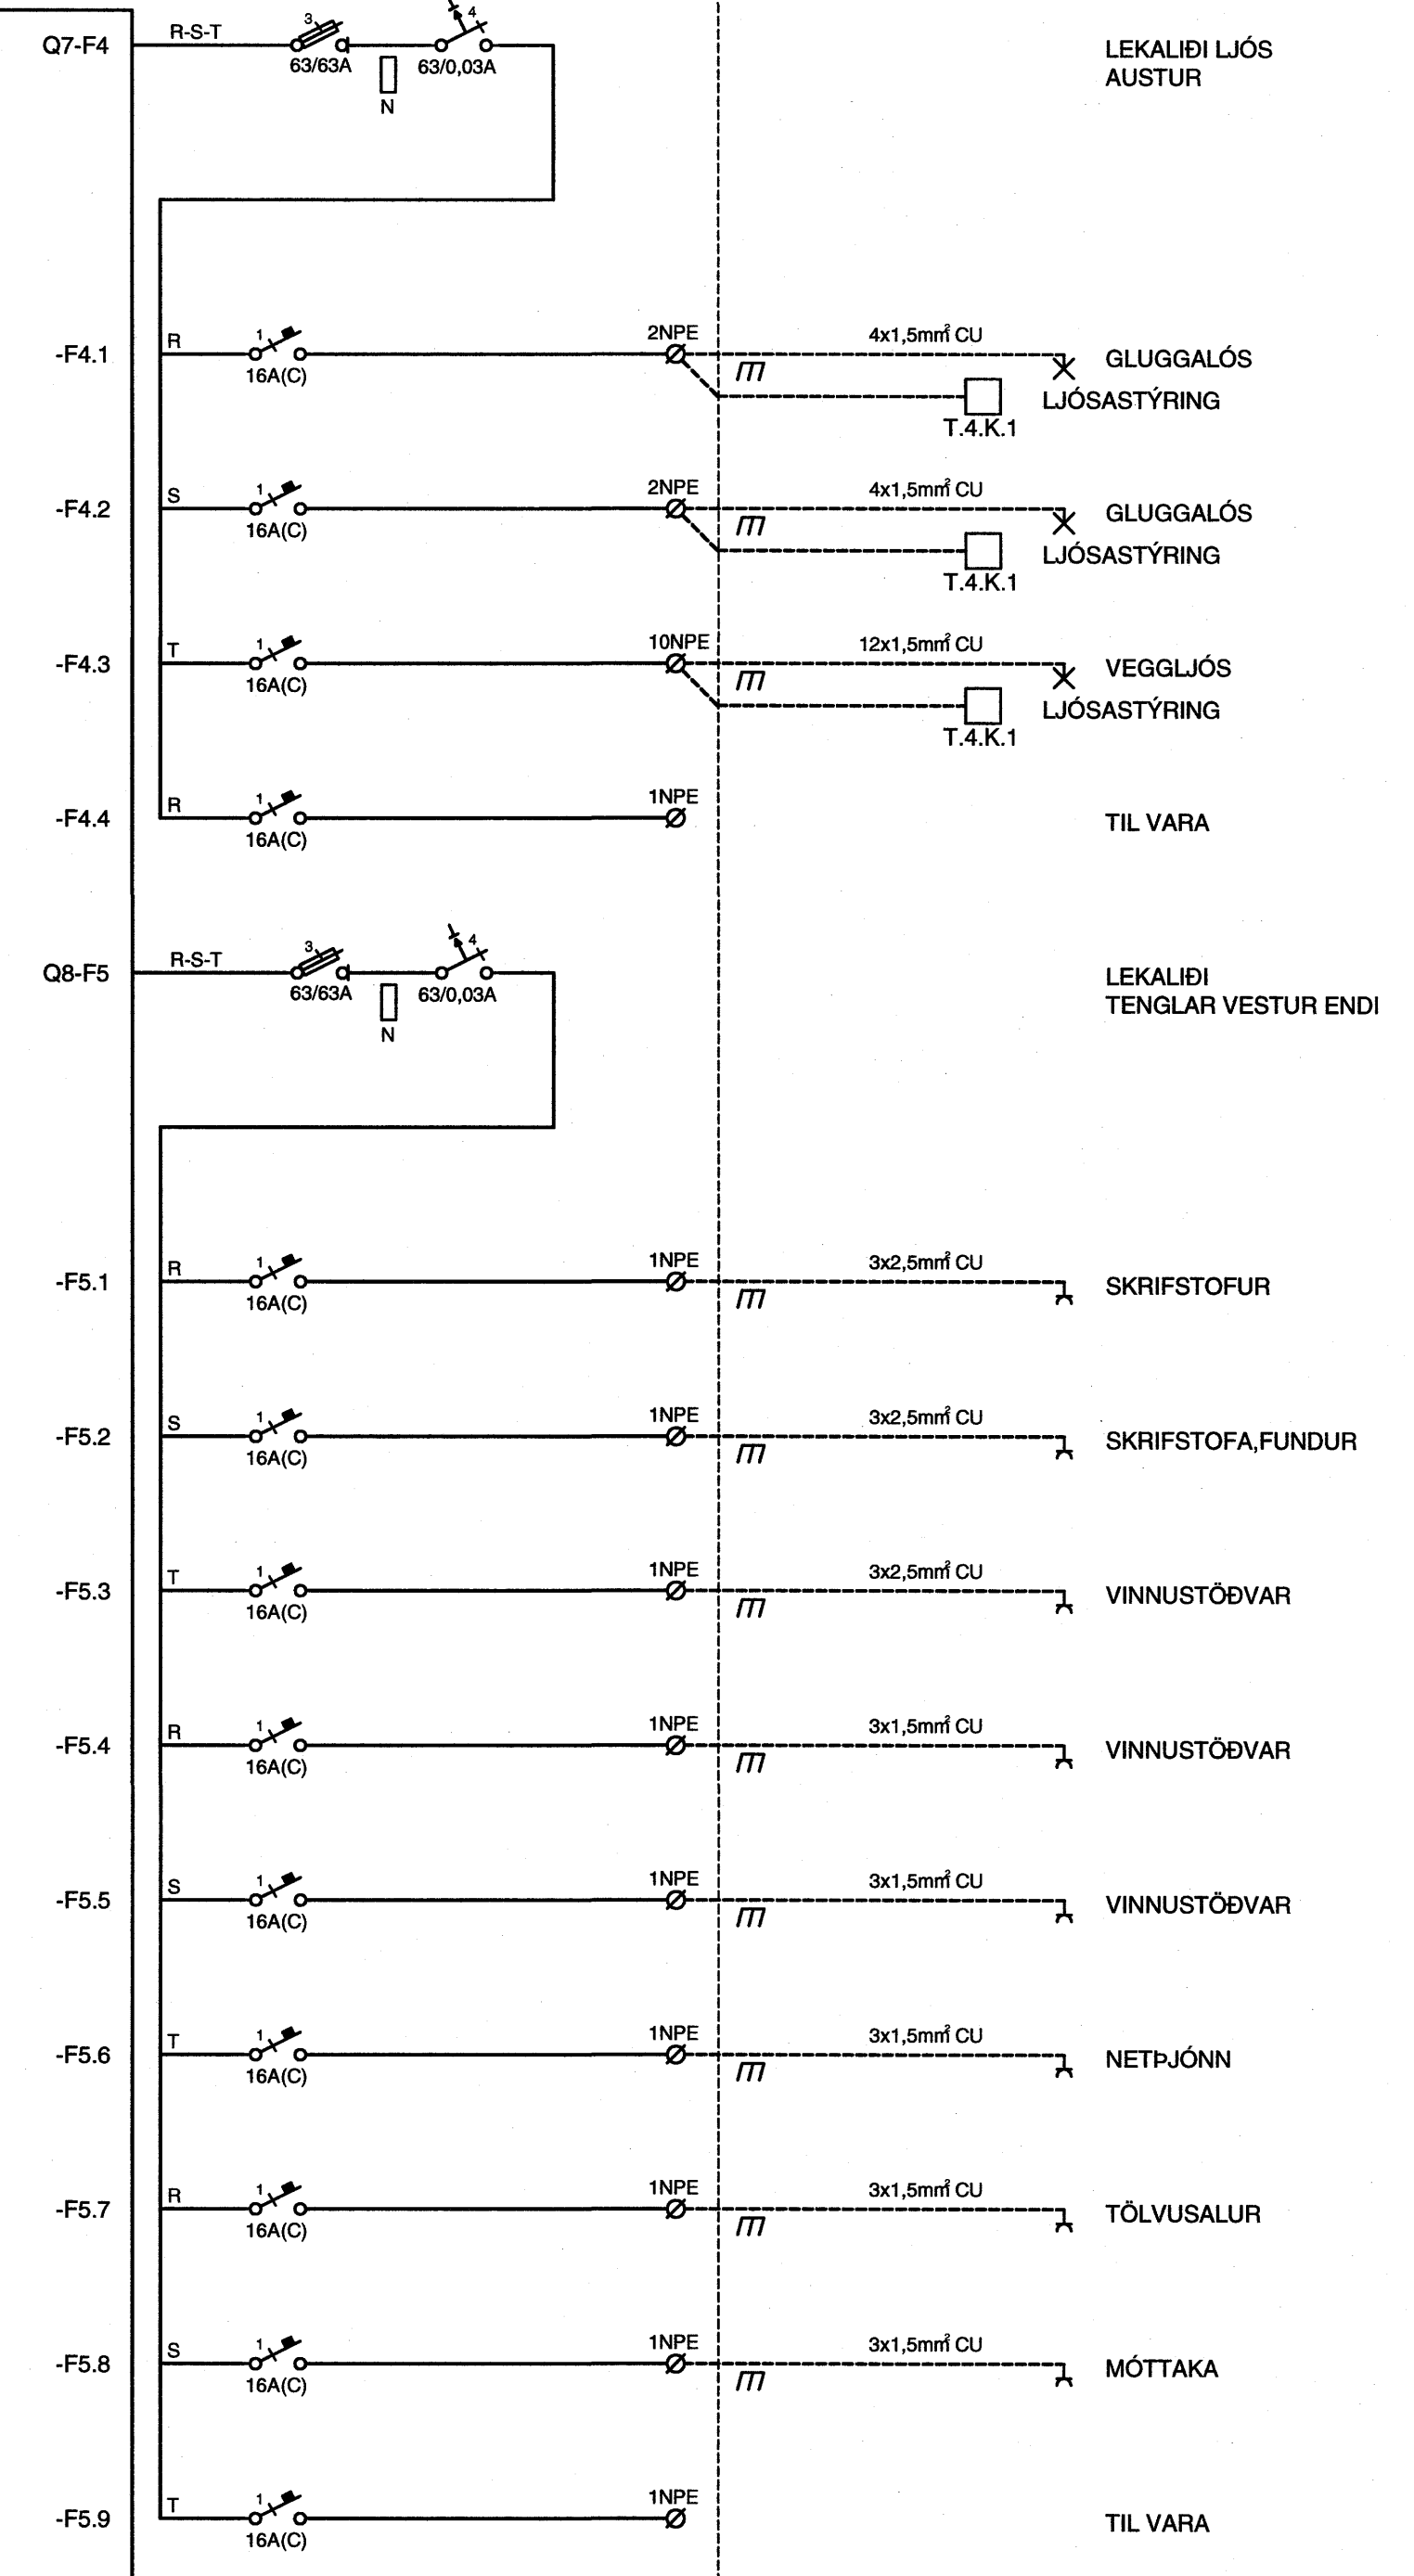 Q7-F4
R-S-T
3
63/63A
N
4
63/0,03A
LEKALIÐI LJÓS
AUSTUR
-F4.1
R
1
16A(C)
2NPE
4x1,5mm² CU
GLUGGALÓS
LJÓSASTÝRING
T.4.K.1
-F4.2
S
1
16A(C)
2NPE
4x1,5mm² CU
GLUGGALÓS
LJÓSASTÝRING
T.4.K.1
-F4.3
T
1
16A(C)
10NPE
12x1,5mm² CU
VEGGLJÓS
LJÓSASTÝRING
T.4.K.1
-F4.4
R
1
16A(C)
1NPE
TIL VARA
Q8-F5
R-S-T
3
63/63A
N
4
63/0,03A
LEKALIÐI
TENGLAR VESTUR ENDI
-F5.1
R
1
16A(C)
1NPE
3x2,5mm² CU
SKRIFSTOFUR
-F5.2
S
1
16A(C)
1NPE
3x2,5mm² CU
SKRIFSTOFA,FUNDUR
-F5.3
T
1
16A(C)
1NPE
3x2,5mm² CU
VINNUSTÖÐVAR
-F5.4
R
1
16A(C)
1NPE
3x1,5mm² CU
VINNUSTÖÐVAR
-F5.5
S
1
16A(C)
1NPE
3x1,5mm² CU
VINNUSTÖÐVAR
-F5.6
T
1
16A(C)
1NPE
3x1,5mm² CU
NETÞJÓNN
-F5.7
R
1
16A(C)
1NPE
3x1,5mm² CU
TÖLVUSALUR
-F5.8
S
1
16A(C)
1NPE
3x1,5mm² CU
MÓTTAKA
-F5.9
T
1
16A(C)
1NPE
TIL VARA